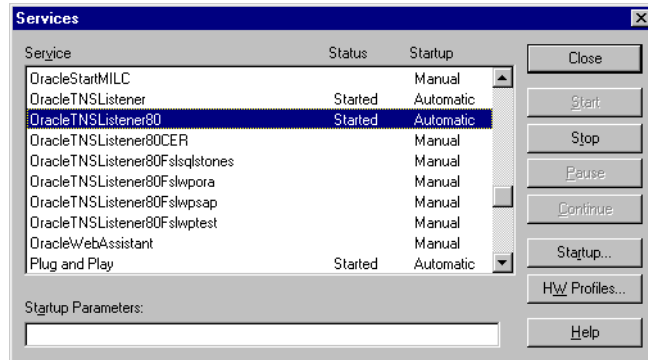 Services
Service Status Startup
OracleStartMILC Manual
OracleTNSListener Started Automatic
OracleTNSListener80 Started Automatic
OracleTNSListener80CER Manual
OracleTNSListener80Fslsqlstones Manual
OracleTNSListener80Fslwpora Manual
OracleTNSListener80Fslwpsap Manual
OracleTNSListener80Fslwptest Manual
OracleWebAssistant Manual
Plug and Play Started Automatic
Startup Parameters:
Close
Start
Stop
Pause
Continue
Startup...
HW Profiles...
Help